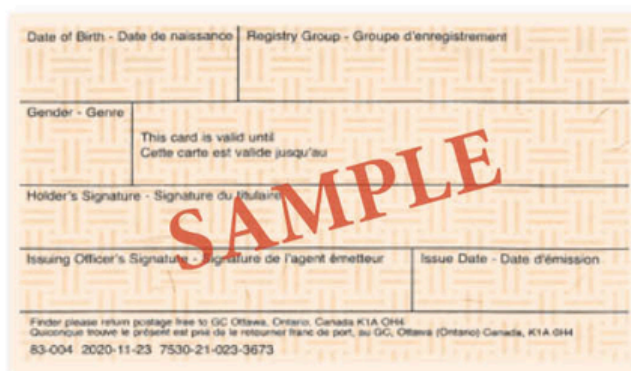 Date of Birth - Date de naissance Registry Group - Groupe d'enregistrement
Gender - Genre
This card is valid until
Cette carte est valide jusqu'au
SAMPLE
Holder's Signature - Signature du titulaire
Issuing Officer's Signature - Signature de l'agent émetteur Issue Date - Date d'émission
Finder please return postage free to GC Ottawa, Ontario, Canada K1A 0H4
Quiconque trouve le présent est prié de le retourner franc de port, au GC, Ottawa (Ontario) Canada, K1A 0H4
83-004 2020-11-23 7530-21-023-3673